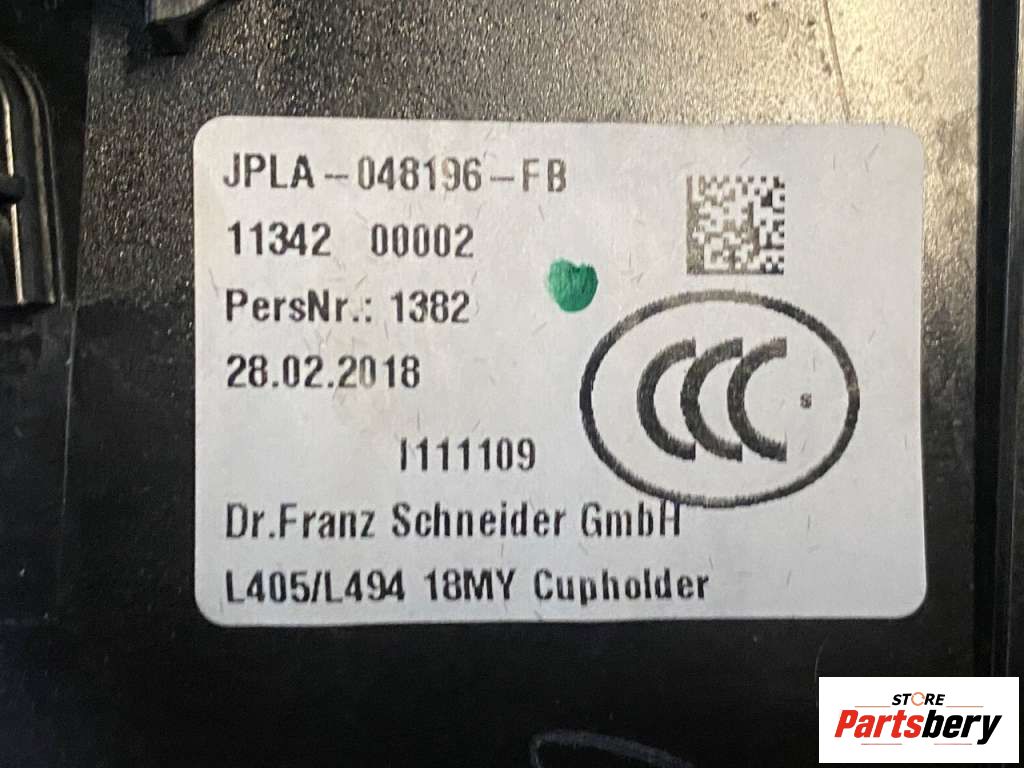 JPLA-048196-FB
11342 00002
PersNr.: 1382
28.02.2018
CCC S
I111109
Dr.Franz Schneider GmbH
L405/L494 18MY Cupholder
STORE
Partsbery